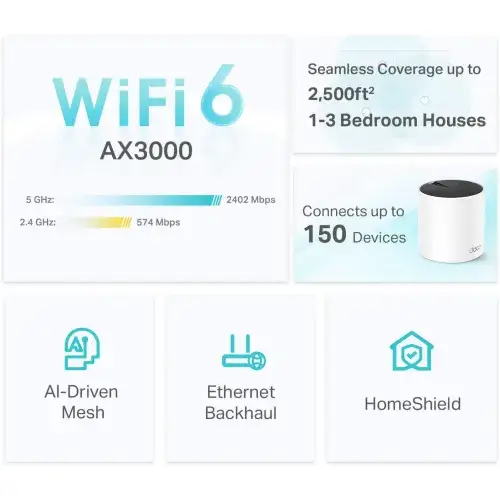 WiFi 6
AX3000
5 GHz: 2402 Mbps
2.4 GHz: 574 Mbps
Seamless Coverage up to
2,500ft²
1-3 Bedroom Houses
Connects up to
150 Devices
deco
AI-Driven
Mesh
Ethernet
Backhaul
HomeShield